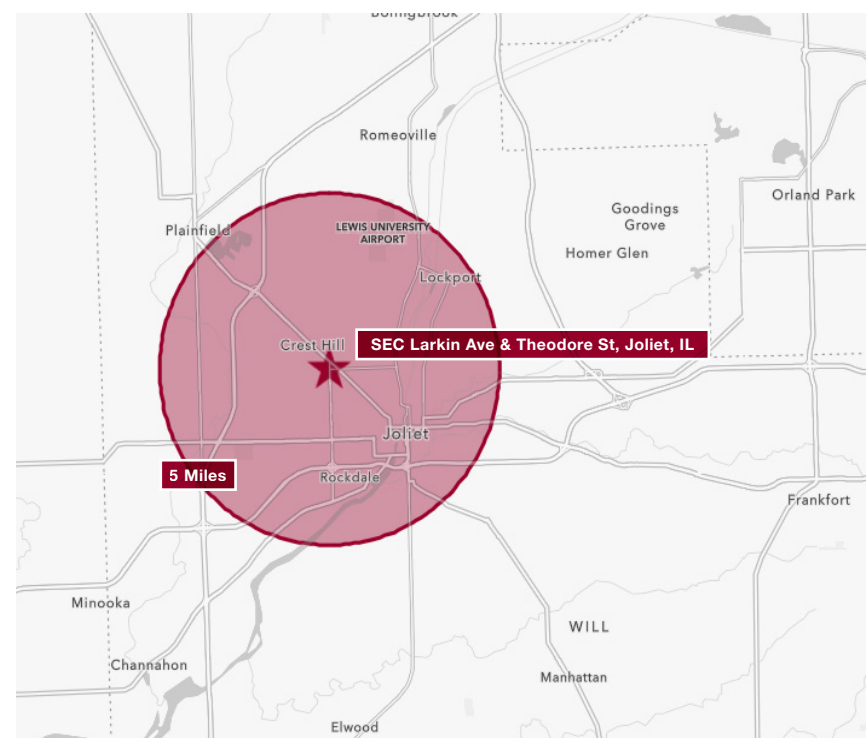 Bolingbrook
Romeoville
Orland Park
Goodings
Grove
Plainfield
LEWIS UNIVERSITY
AIRPORT
Homer Glen
Lockport
Crest Hill
SEC Larkin Ave & Theodore St, Joliet, IL
Joliet
5 Miles
Rockdale
Frankfort
Minooka
WILL
Channahon
Manhattan
Elwood